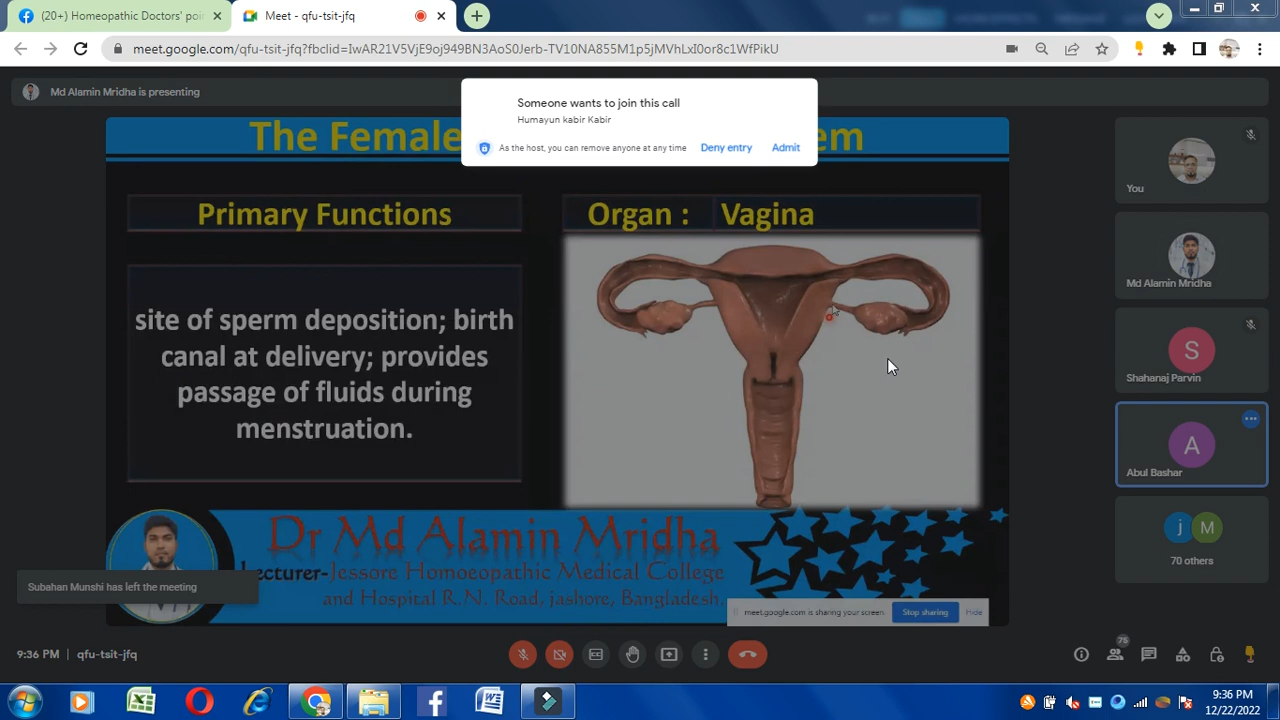 (20+) Homeopathic Doctors' poin
Meet - qfu-tsit-jfq
meet.google.com/qfu-tsit-jfq?fbclid=IwAR21V5VjE9oj949BN3AoS0Jerb-TV10NA855M1p5jMVhLxI0or8c1WfPikU
Md Alamin Mridha is presenting
Someone wants to join this call
Humayun kabir Kabir
As the host, you can remove anyone at any time
Deny entry
Admit
The Female
em
Primary Functions
Organ :
Vagina
site of sperm deposition; birth
canal at delivery; provides
passage of fluids during
menstruation.
Dr Md Alamin Mridha
Lecturer-Jessore Homoeopathic Medical College
and Hospital R.N. Road, jashore, Bangladesh.
Subahan Munshi has left the meeting
meet.google.com is sharing your screen.
Stop sharing
Hide
You
Md Alamin Mridha
S
Shahanaj Parvin
A
Abul Bashar
j
M
70 others
9:36 PM | qfu-tsit-jfq
75
9:36 PM
12/22/2022